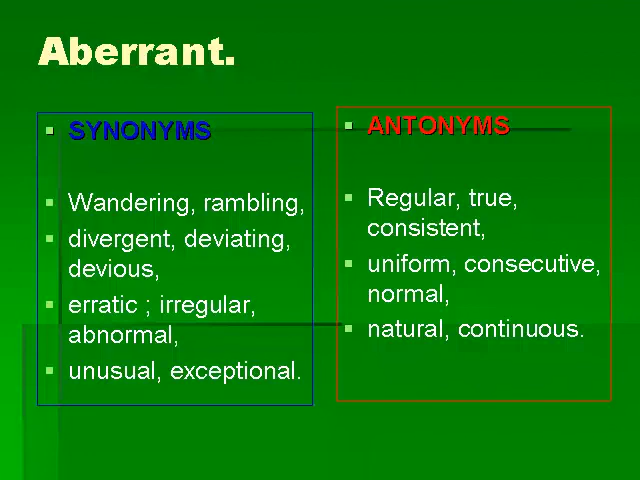 Aberrant.
SYNONYMS
Wandering, rambling,
divergent, deviating,
devious,
erratic ; irregular,
abnormal,
unusual, exceptional.
ANTONYMS
Regular, true,
consistent,
uniform, consecutive,
normal,
natural, continuous.